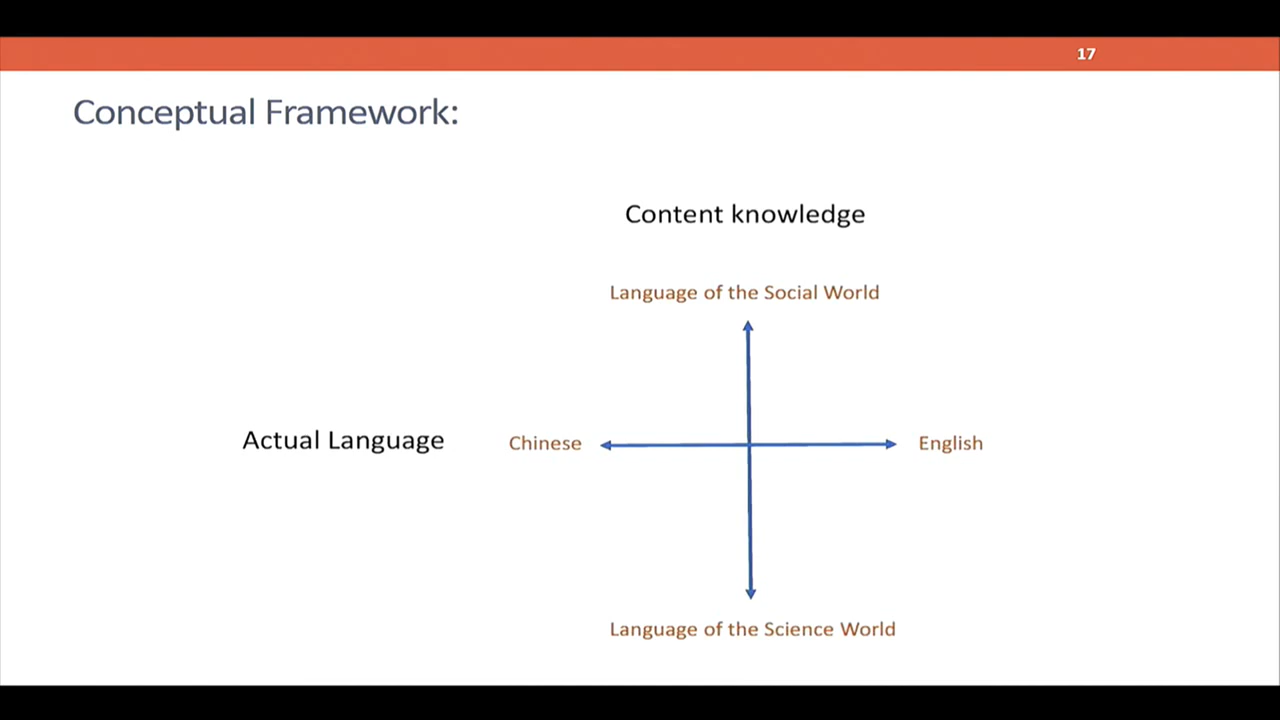 17
Conceptual Framework:
Content knowledge
Language of the Social World
Actual Language
Chinese
English
Language of the Science World